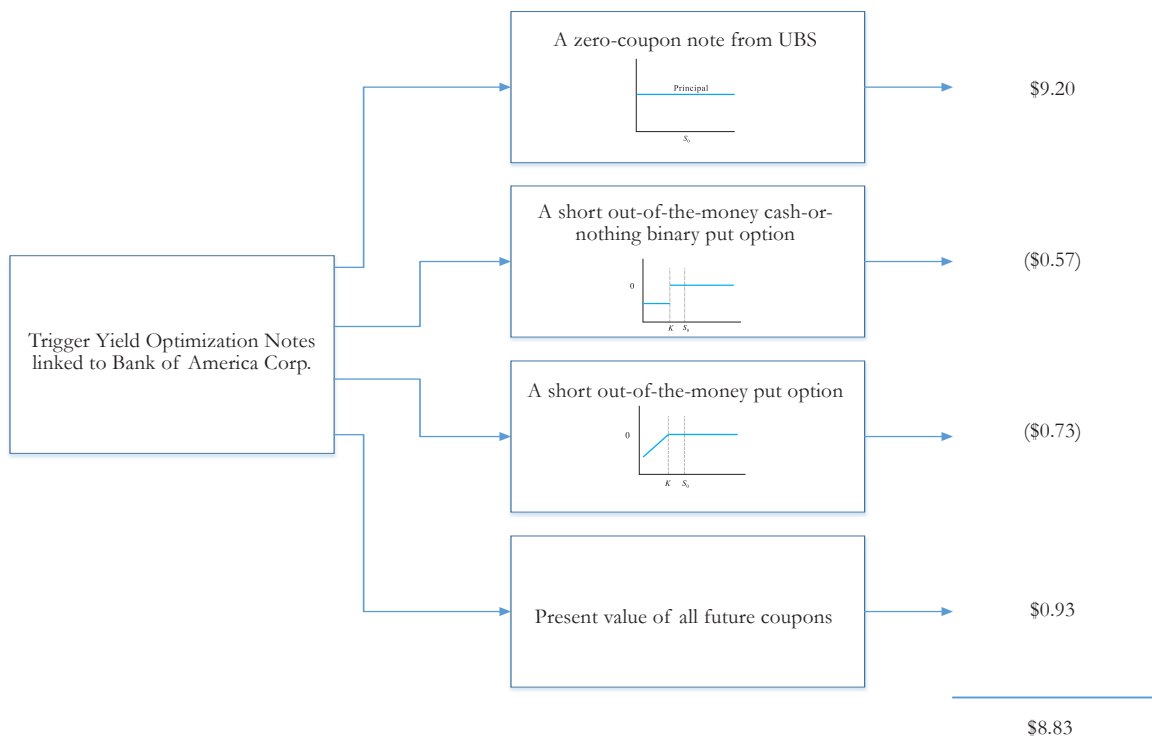 A zero-coupon note from UBS
Principal
S₀
$9.20
A short out-of-the-money cash-or-
nothing binary put option
0
K S₀
($0.57)
Trigger Yield Optimization Notes
linked to Bank of America Corp.
A short out-of-the-money put option
0
K S₀
($0.73)
Present value of all future coupons
$0.93
$8.83